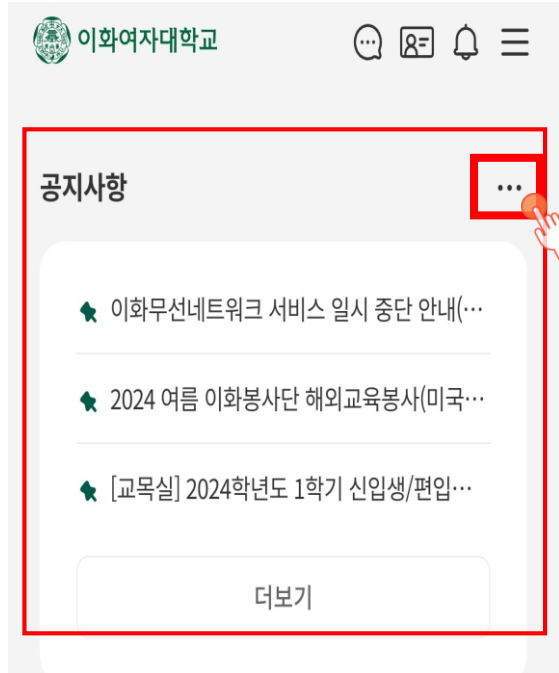 이화여자대학교
공지사항
이화무선네트워크 서비스 일시 중단 안내(…
2024 여름 이화봉사단 해외교육봉사(미국…
[교목실] 2024학년도 1학기 신입생/편입…
더보기